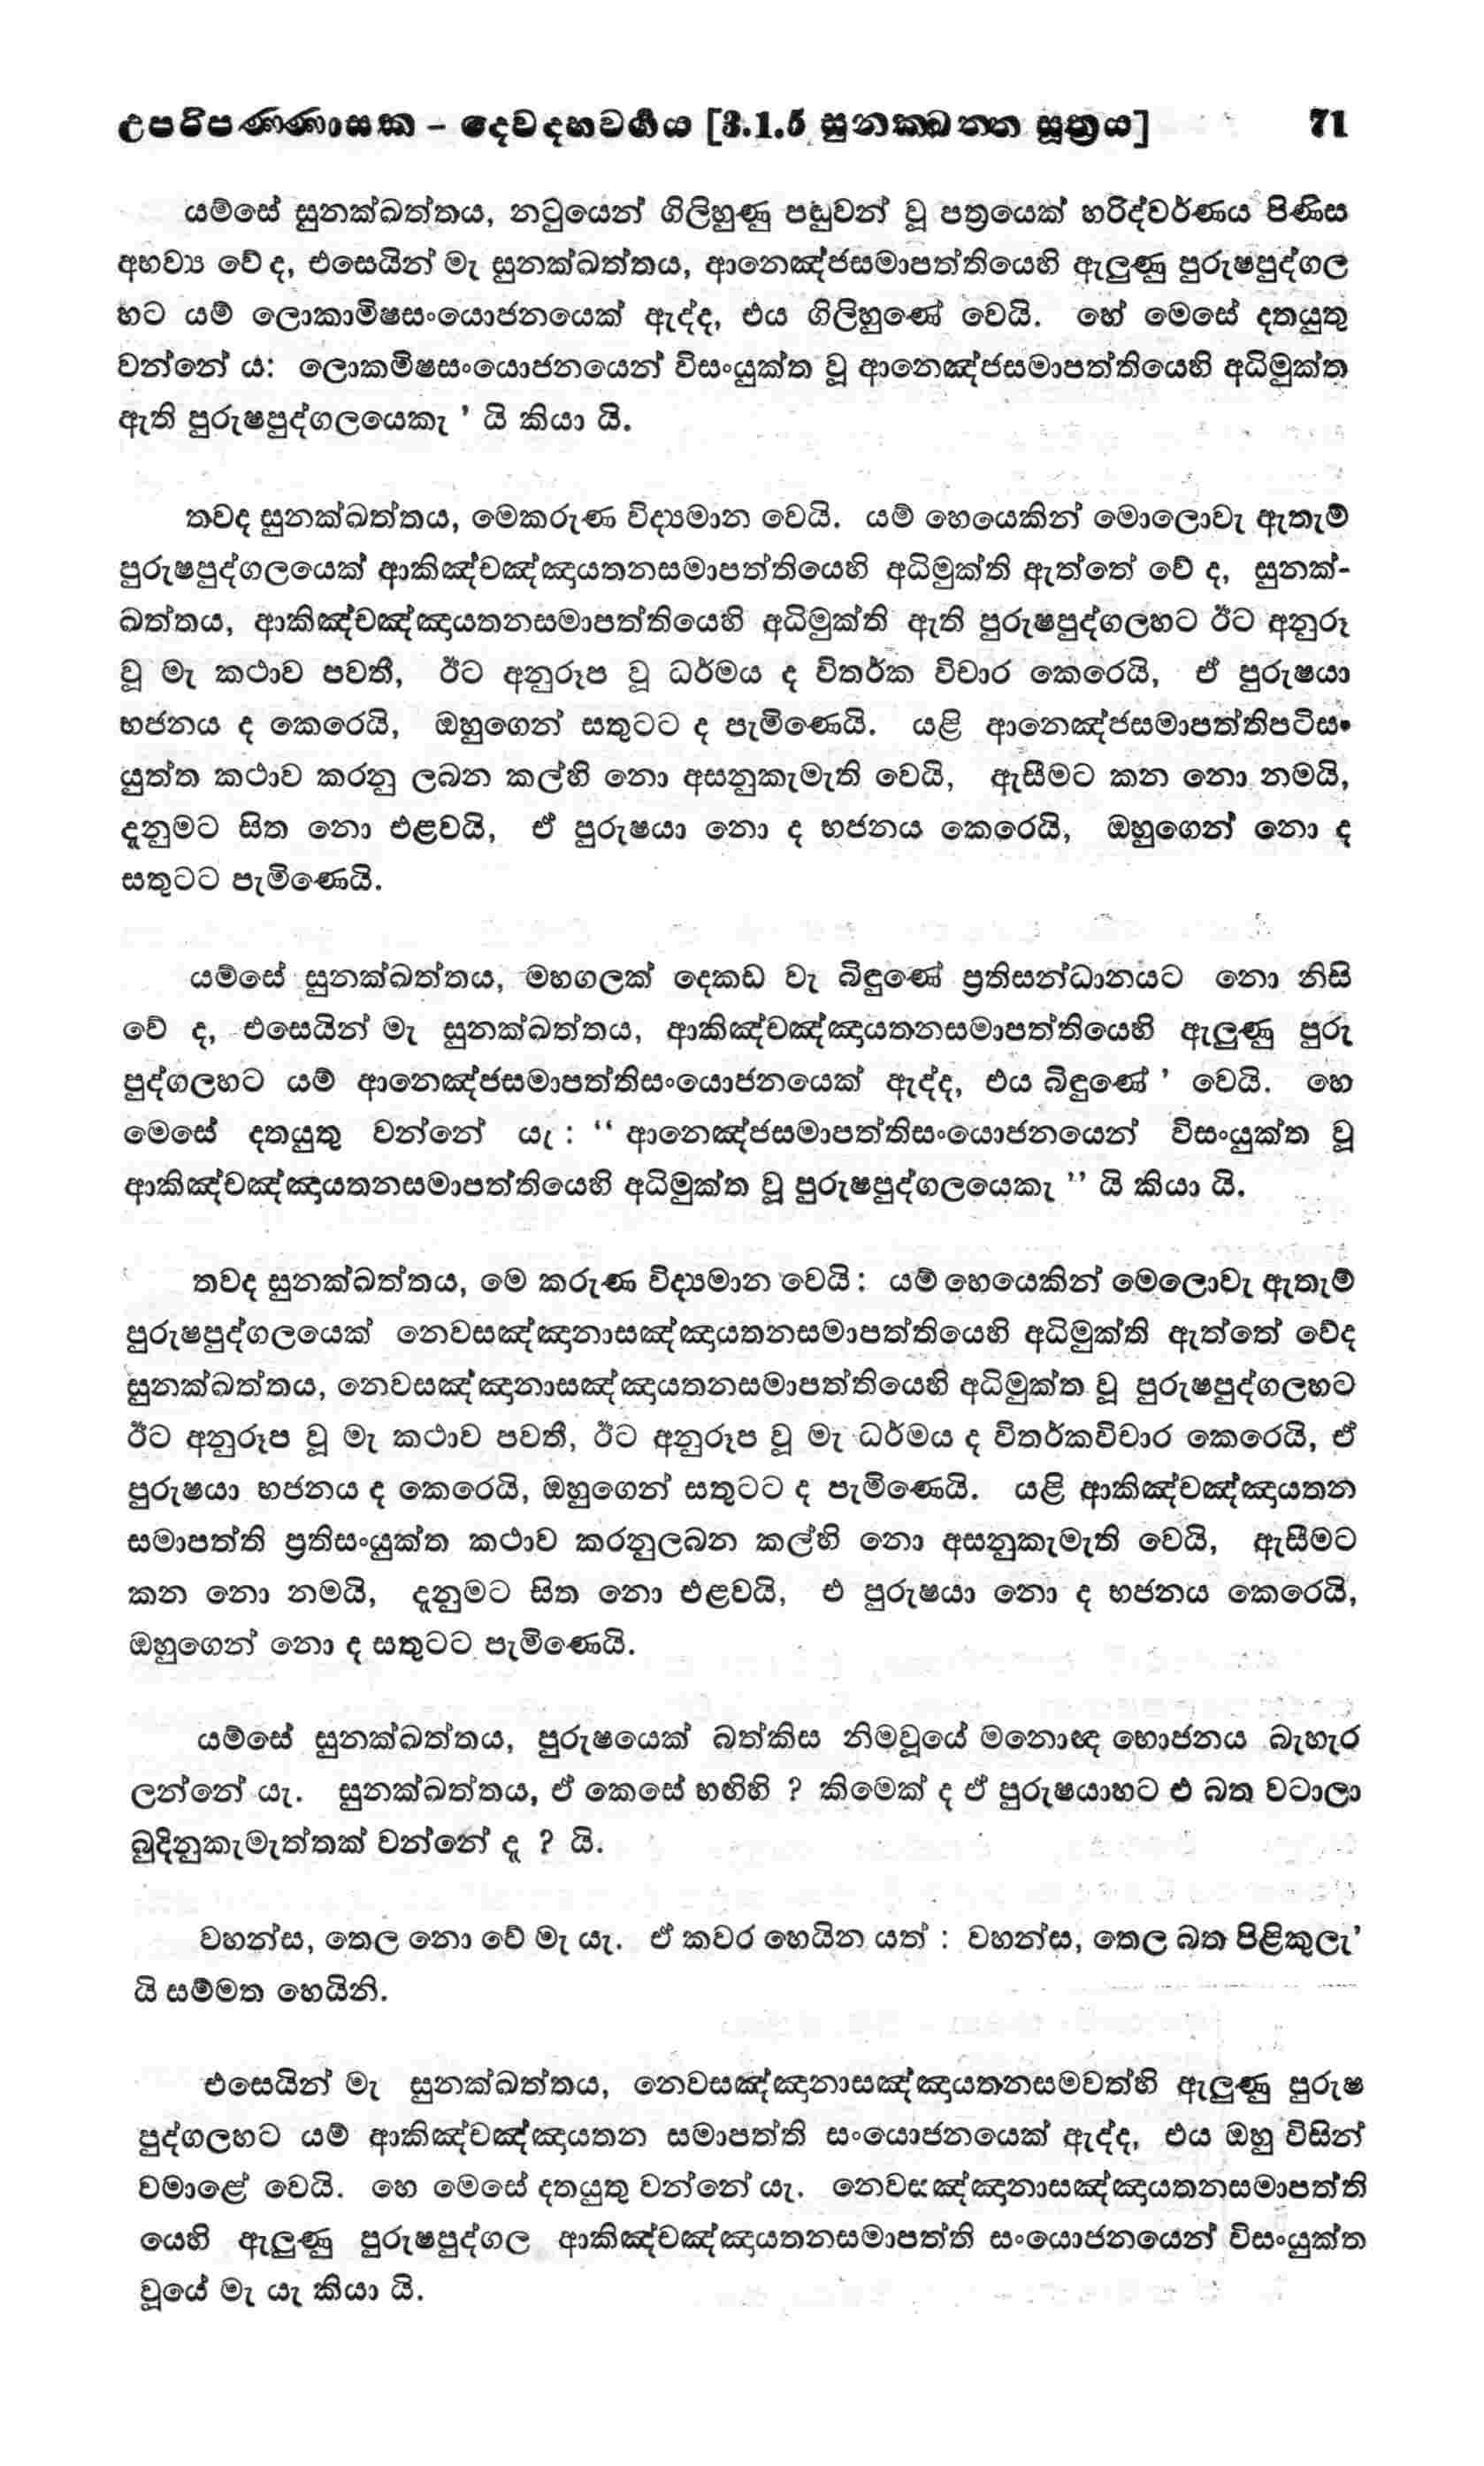 උපරිපණ්ණාසක – දෙවදහවර්ගය [3.1.5 සුනක්ඛත්ත සූත්‍රය] 71
යම්සේ සුනක්ඛත්තය, නටුයෙන් ගිලිහුණු පඬුවන් වූ පත්‍රයෙක් හරිද්වර්ණය පිණිස
අභව්‍ය වේ ද, එසෙයින් මැ සුනක්ඛත්තය, ආනෙඤ්ජසමාපත්තියෙහි ඇලුණු පුරුෂපුද්ගල
හට යම් ලොකාමිෂසංයොජනයෙක් ඇද්ද, එය ගිලිහුණේ වෙයි. හේ මෙසේ දතයුතු
වන්නේ ය: ලොකමිෂසංයොජනයෙන් විසංයුක්ත වූ ආනෙඤ්ජසමාපත්තියෙහි අධිමුක්ත
ඇති පුරුෂපුද්ගලයෙකැ ’ යි කියා යි.
තවද සුනක්ඛත්තය, මෙකරුණ විද්‍යමාන වෙයි. යම් හෙයෙකින් මොලොවැ ඇතැම්
පුරුෂපුද්ගලයෙක් ආකිඤ්චඤ්ඤායතනසමාපත්තියෙහි අධිමුක්ති ඇත්තේ වේ ද, සුනක්-
ඛත්තය, ආකිඤ්චඤ්ඤායතනසමාපත්තියෙහි අධිමුක්ති ඇති පුරුෂපුද්ගලහට ඊට අනුරූ
වූ මැ කථාව පවතී, ඊට අනුරූප වූ ධර්මය ද විතර්ක විචාර කෙරෙයි, ඒ පුරුෂයා
භජනය ද කෙරෙයි, ඔහුගෙන් සතුටට ද පැමිණෙයි. යළි ආනෙඤ්ජසමාපත්තිපටිසං
යුත්ත කථාව කරනු ලබන කල්හි නො අසනුකැමැති වෙයි, ඇසීමට කන නො නමයි,
දැනුමට සිත නො එළවයි, ඒ පුරුෂයා නො ද භජනය කෙරෙයි, ඔහුගෙන් නො ද
සතුටට පැමිණෙයි.
යම්සේ සුනක්ඛත්තය, මහගලක් දෙකඩ වැ බිඳුණේ ප්‍රතිසන්ධානයට නො නිසි
වේ ද, එසෙයින් මැ සුනක්ඛත්තය, ආකිඤ්චඤ්ඤායතනසමාපත්තියෙහි ඇලුණු පුරු
පුද්ගලහට යම් ආනෙඤ්ජසමාපත්තිසංයොජනයෙක් ඇද්ද, එය බිඳුණේ ’ වෙයි. හෙ
මෙසේ දතයුතු වන්නේ යැ : “ ආනෙඤ්ජසමාපත්තිසංයොජනයෙන් විසංයුක්ත වූ
ආකිඤ්චඤ්ඤායතනසමාපත්තියෙහි අධිමුක්ත වූ පුරුෂපුද්ගලයෙකැ ” යි කියා යි.
තවද සුනක්ඛත්තය, මෙ කරුණ විද්‍යමාන වෙයි : යම් හෙයෙකින් මෙලොවැ ඇතැම්
පුරුෂපුද්ගලයෙක් නෙවසඤ්ඤානාසඤ්ඤායතනසමාපත්තියෙහි අධිමුක්ති ඇත්තේ වේද
සුනක්ඛත්තය, නෙවසඤ්ඤානාසඤ්ඤායතනසමාපත්තියෙහි අධිමුක්ත වූ පුරුෂපුද්ගලහට
ඊට අනුරූප වූ මැ කථාව පවතී, ඊට අනුරූප වූ මැ ධර්මය ද විතර්කවිචාර කෙරෙයි, ඒ
පුරුෂයා භජනය ද කෙරෙයි, ඔහුගෙන් සතුටට ද පැමිණෙයි. යළි ආකිඤ්චඤ්ඤායතන
සමාපත්ති ප්‍රතිසංයුක්ත කථාව කරනුලබන කල්හි නො අසනුකැමැති වෙයි, ඇසීමට
කන නො නමයි, දැනුමට සිත නො එළවයි, එ පුරුෂයා නො ද භජනය කෙරෙයි,
ඔහුගෙන් නො ද සතුටට පැමිණෙයි.
යම්සේ සුනක්ඛත්තය, පුරුෂයෙක් බත්කිස නිමවූයේ මනොඥ භොජනය බැහැර
ලන්නේ යැ. සුනක්ඛත්තය, ඒ කෙසේ හඟිහි ? කිමෙක් ද ඒ පුරුෂයාහට එ බත වටාලා
බුදිනුකැමැත්තක් වන්නේ දැ ? යි.
වහන්ස, තෙල නො වේ මැ යැ. ඒ කවර හෙයින යත් : වහන්ස, තෙල බත පිළිකුලැ’
යි සම්මත හෙයිනි.
එසෙයින් මැ සුනක්ඛත්තය, නෙවසඤ්ඤානාසඤ්ඤායතනසමවත්හි ඇලුණු පුරුෂ
පුද්ගලහට යම් ආකිඤ්චඤ්ඤායතන සමාපත්ති සංයොජනයෙක් ඇද්ද, එය ඔහු විසින්
වමාළේ වෙයි. හෙ මෙසේ දතයුතු වන්නේ යැ. නෙවසඤ්ඤානාසඤ්ඤායතනසමාපත්ති
යෙහි ඇලුණු පුරුෂපුද්ගල ආකිඤ්චඤ්ඤායතනසමාපත්ති සංයොජනයෙන් විසංයුක්ත
වූයේ මැ යැ කියා යි.